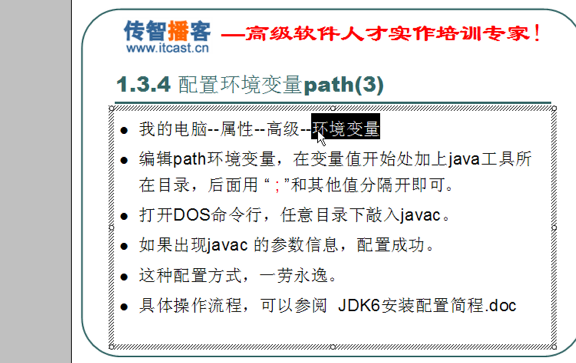 传智播客 —高级软件人才实作培训专家!
www.itcast.cn
1.3.4 配置环境变量path(3)
● 我的电脑--属性--高级--环境变量
● 编辑path环境变量，在变量值开始处加上java工具所
在目录，后面用 “ ; ”和其他值分隔开即可。
● 打开DOS命令行，任意目录下敲入javac。
● 如果出现javac 的参数信息，配置成功。
● 这种配置方式，一劳永逸。
● 具体操作流程，可以参阅 JDK6安装配置简程.doc